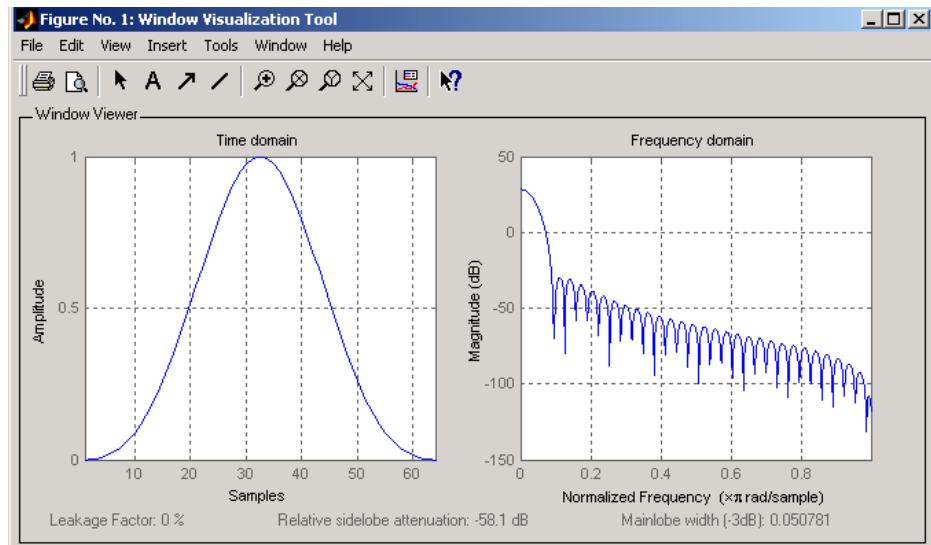 Figure No. 1: Window Visualization Tool
File Edit View Insert Tools Window Help
A
Window Viewer
Time domain
Amplitude
1
0.5
0
10 20 30 40 50 60
Samples
Frequency domain
Magnitude (dB)
50
0
-50
-100
-150
0 0.2 0.4 0.6 0.8
Normalized Frequency (×π rad/sample)
Leakage Factor: 0 % Relative sidelobe attenuation: -58.1 dB Mainlobe width (-3dB): 0.050781